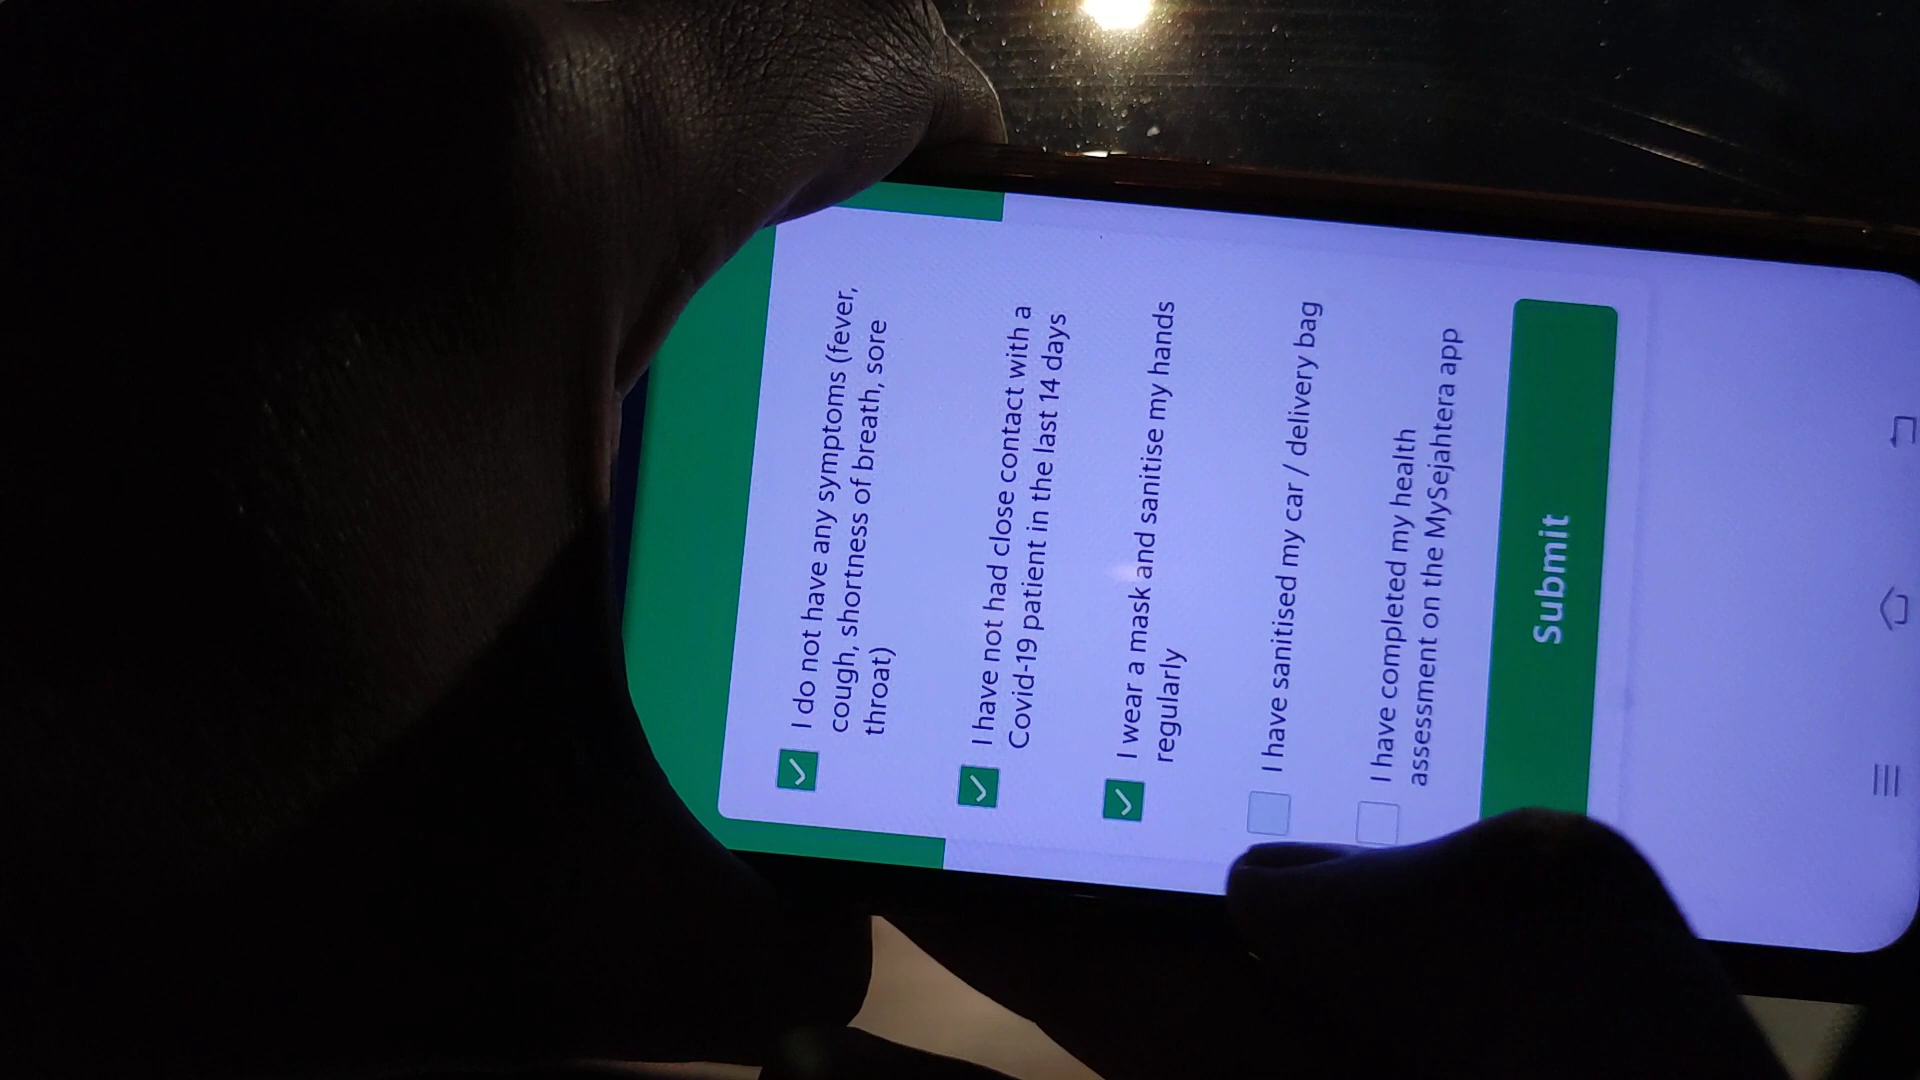 I do not have any symptoms (fever,
cough, shortness of breath, sore
throat)
I have not had close contact with a
Covid-19 patient in the last 14 days
I wear a mask and sanitise my hands
regularly
I have sanitised my car / delivery bag
I have completed my health
assessment on the MySejahtera app
Submit